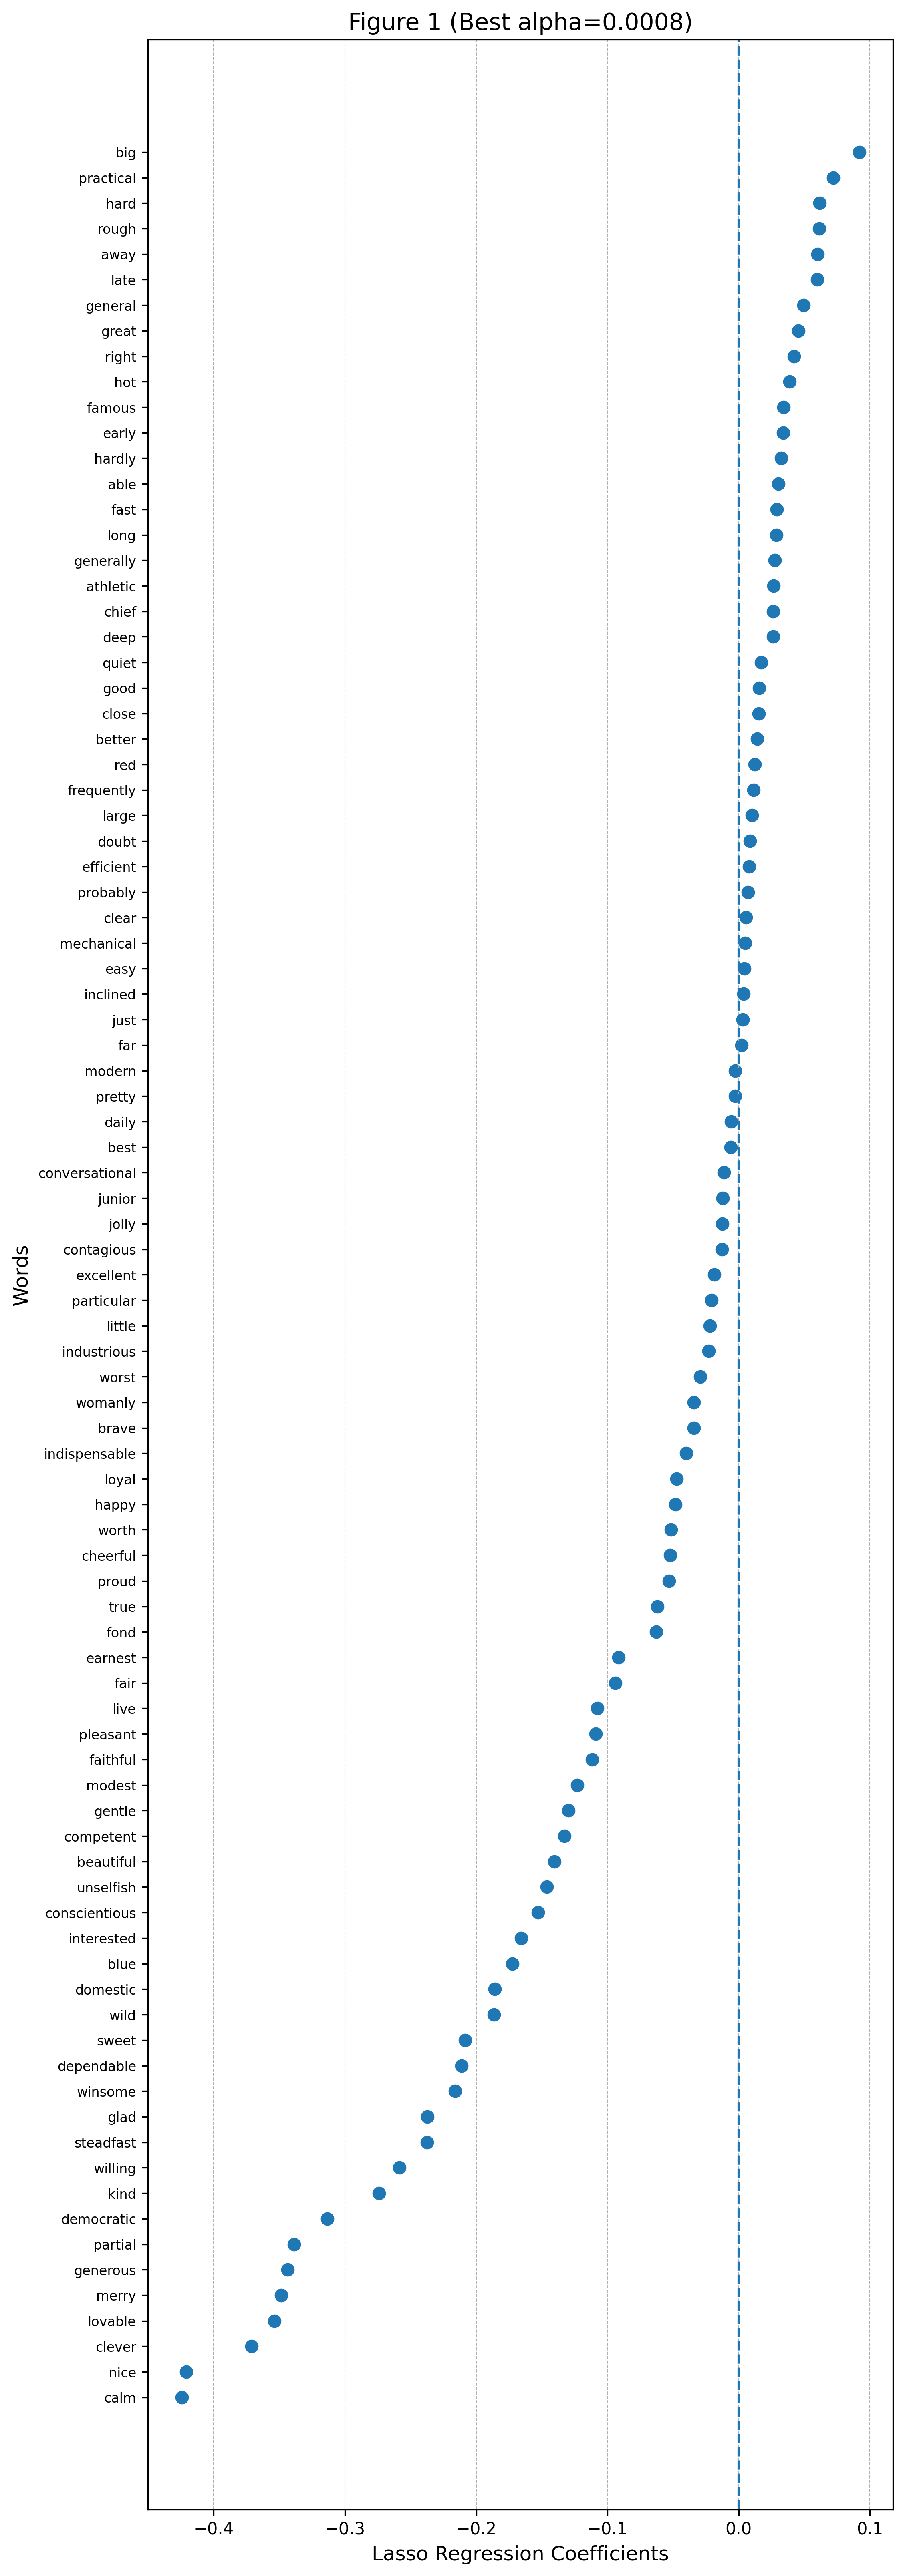 Figure 1 (Best alpha=0.0008)
big
practical
hard
rough
away
late
general
great
right
hot
famous
early
hardly
able
fast
long
generally
athletic
chief
deep
quiet
good
close
better
red
frequently
large
doubt
efficient
probably
clear
mechanical
easy
inclined
just
far
modern
pretty
daily
best
conversational
junior
jolly
contagious
excellent
particular
little
industrious
worst
womanly
brave
indispensable
loyal
happy
worth
cheerful
proud
true
fond
earnest
fair
live
pleasant
faithful
modest
gentle
competent
beautiful
unselfish
conscientious
interested
blue
domestic
wild
sweet
dependable
winsome
glad
steadfast
willing
kind
democratic
partial
generous
merry
lovable
clever
nice
calm
Words
−0.4 −0.3 −0.2 −0.1 0.0 0.1
Lasso Regression Coefficients